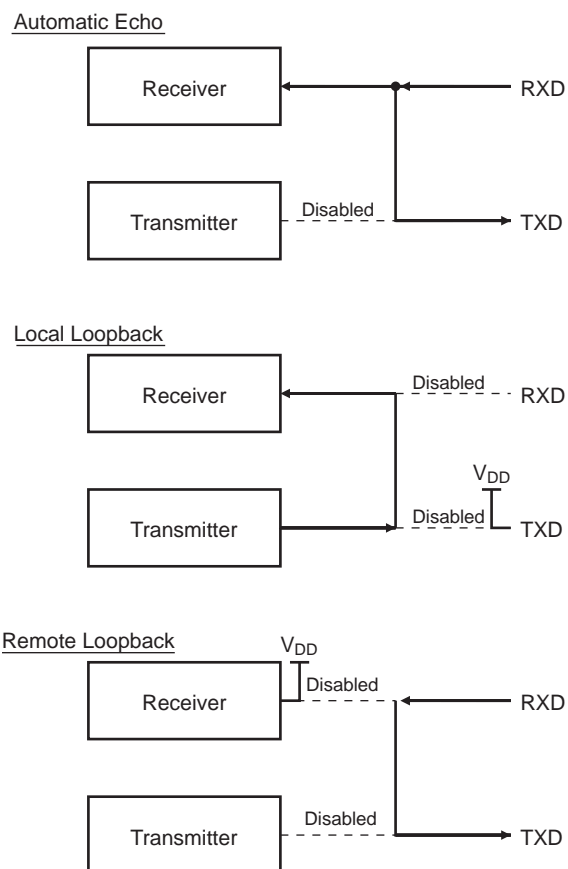 Automatic Echo
Receiver
RXD
Transmitter
Disabled
TXD
Local Loopback
Receiver
Disabled
RXD
VDD
Transmitter
Disabled
TXD
Remote Loopback
VDD
Receiver
Disabled
RXD
Transmitter
Disabled
TXD